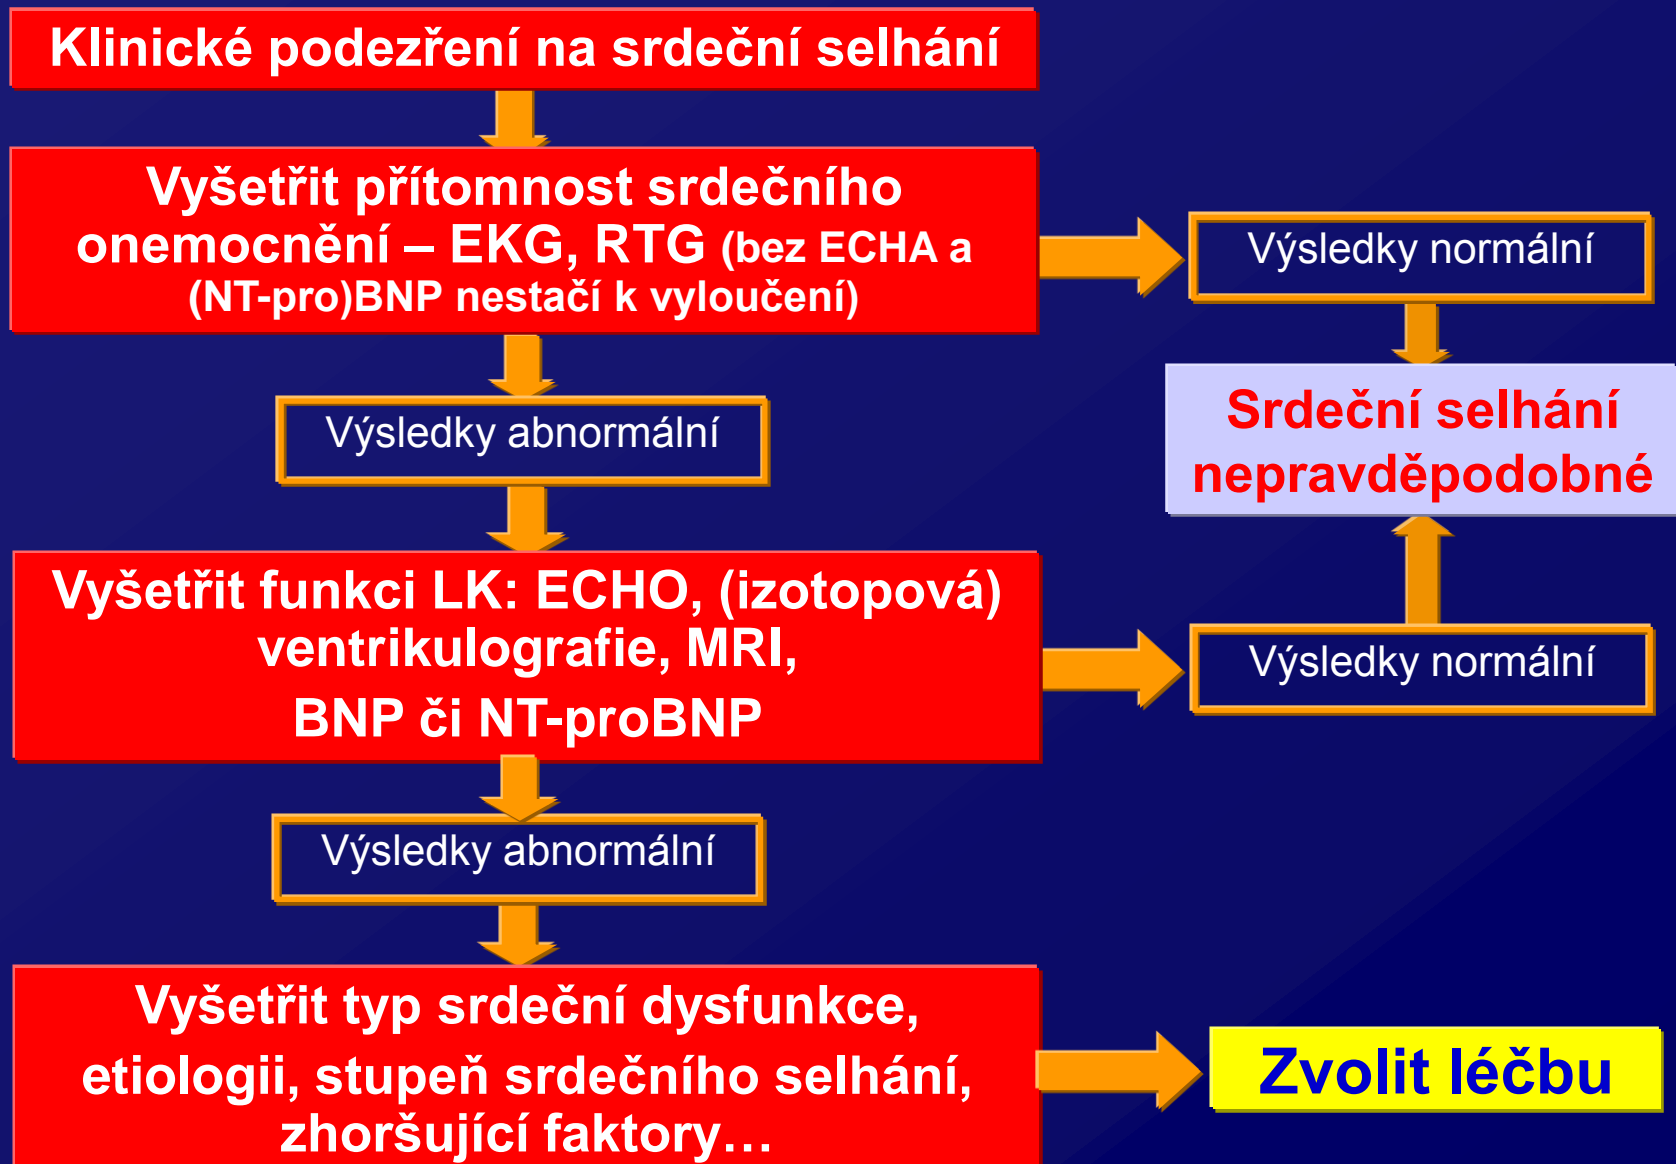 Klinické podezření na srdeční selhání
Vyšetřit přítomnost srdečního
onemocnění – EKG, RTG (bez ECHA a
(NT-pro)BNP nestačí k vyloučení)
Výsledky normální
Výsledky abnormální
Srdeční selhání
nepravděpodobné
Vyšetřit funkci LK: ECHO, (izotopová)
ventrikulografie, MRI,
BNP či NT-proBNP
Výsledky normální
Výsledky abnormální
Vyšetřit typ srdeční dysfunkce,
etiologii, stupeň srdečního selhání,
zhoršující faktory…
Zvolit léčbu